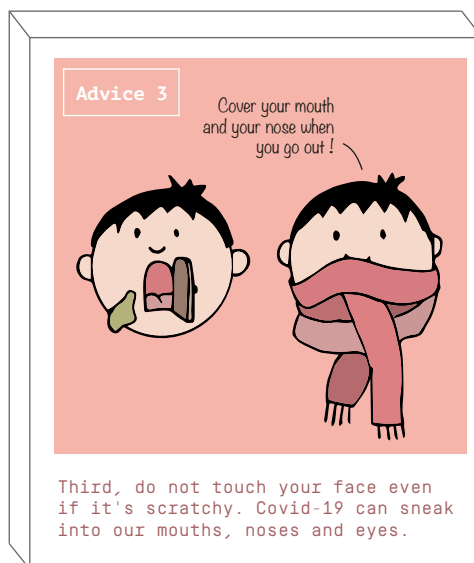 Advice 3
Cover your mouth
and your nose when
you go out !
Third, do not touch your face even
if it's scratchy. Covid-19 can sneak
into our mouths, noses and eyes.